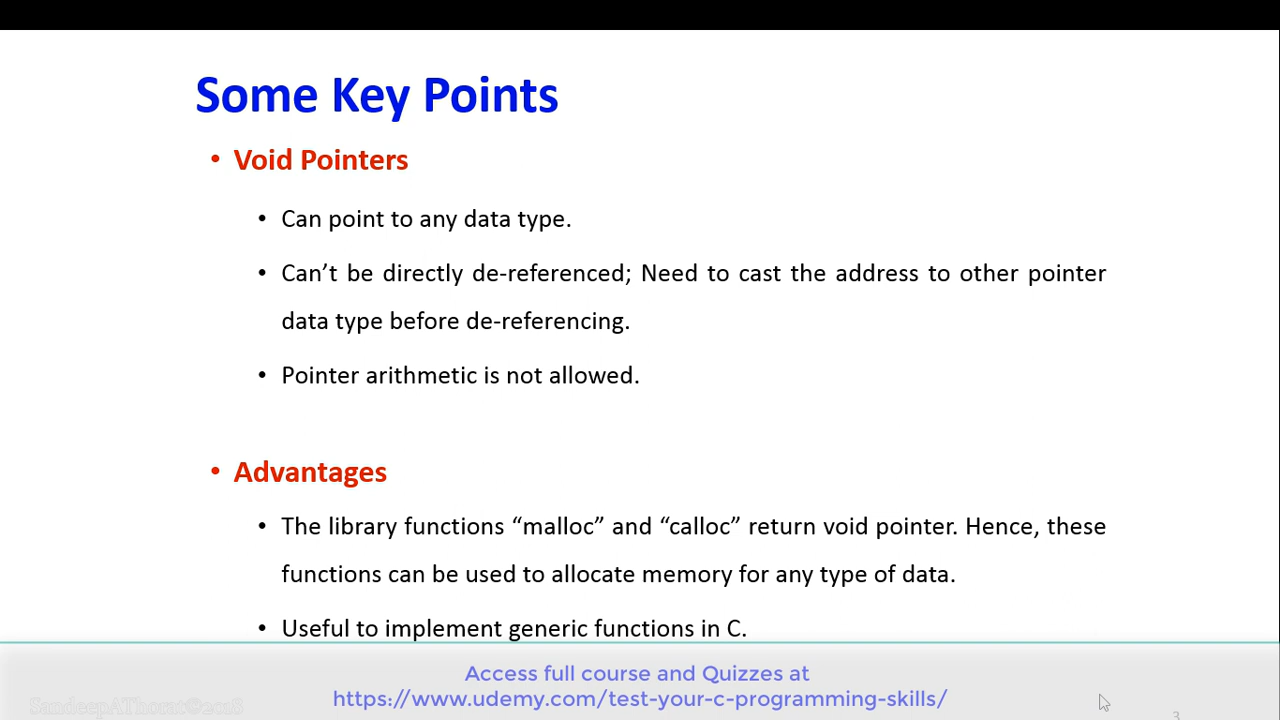 Some Key Points
• Void Pointers
• Can point to any data type.
• Can’t be directly de-referenced; Need to cast the address to other pointer
data type before de-referencing.
• Pointer arithmetic is not allowed.
• Advantages
• The library functions “malloc” and “calloc” return void pointer. Hence, these
functions can be used to allocate memory for any type of data.
• Useful to implement generic functions in C.
Access full course and Quizzes at
https://www.udemy.com/test-your-c-programming-skills/
SandeepAThorat©2018
3